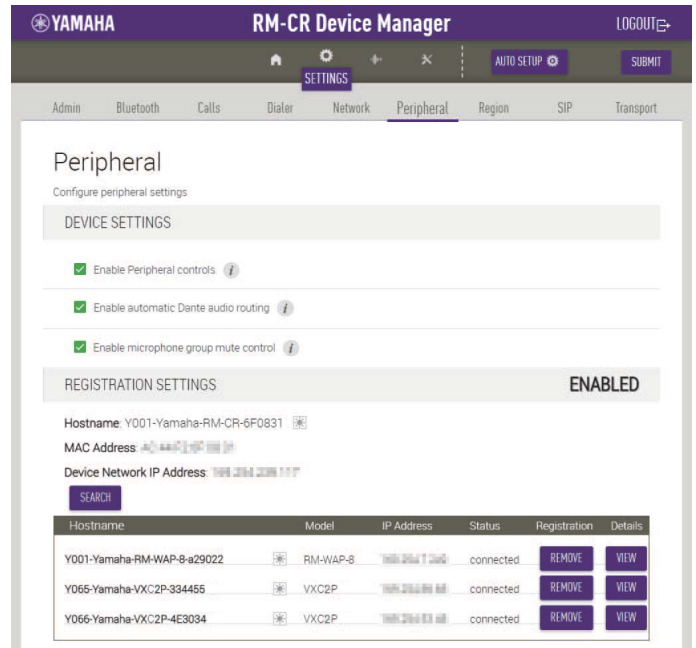 YAMAHA RM-CR Device Manager LOGOUT
AUTO SETUP SUBMIT
SETTINGS
Admin Bluetooth Calls Dialer Network Peripheral Region SIP Transport
Peripheral
Configure peripheral settings
DEVICE SETTINGS
Enable Peripheral controls i
Enable automatic Dante audio routing i
Enable microphone group mute control i
REGISTRATION SETTINGS ENABLED
Hostname: Y001-Yamaha-RM-CR-6F0831
MAC Address:
Device Network IP Address:
SEARCH
Hostname Model IP Address Status Registration Details
Y001-Yamaha-RM-WAP-8-a29022 RM-WAP-8 connected REMOVE VIEW
Y065-Yamaha-VXC2P-334455 VXC2P connected REMOVE VIEW
Y066-Yamaha-VXC2P-4E3034 VXC2P connected REMOVE VIEW